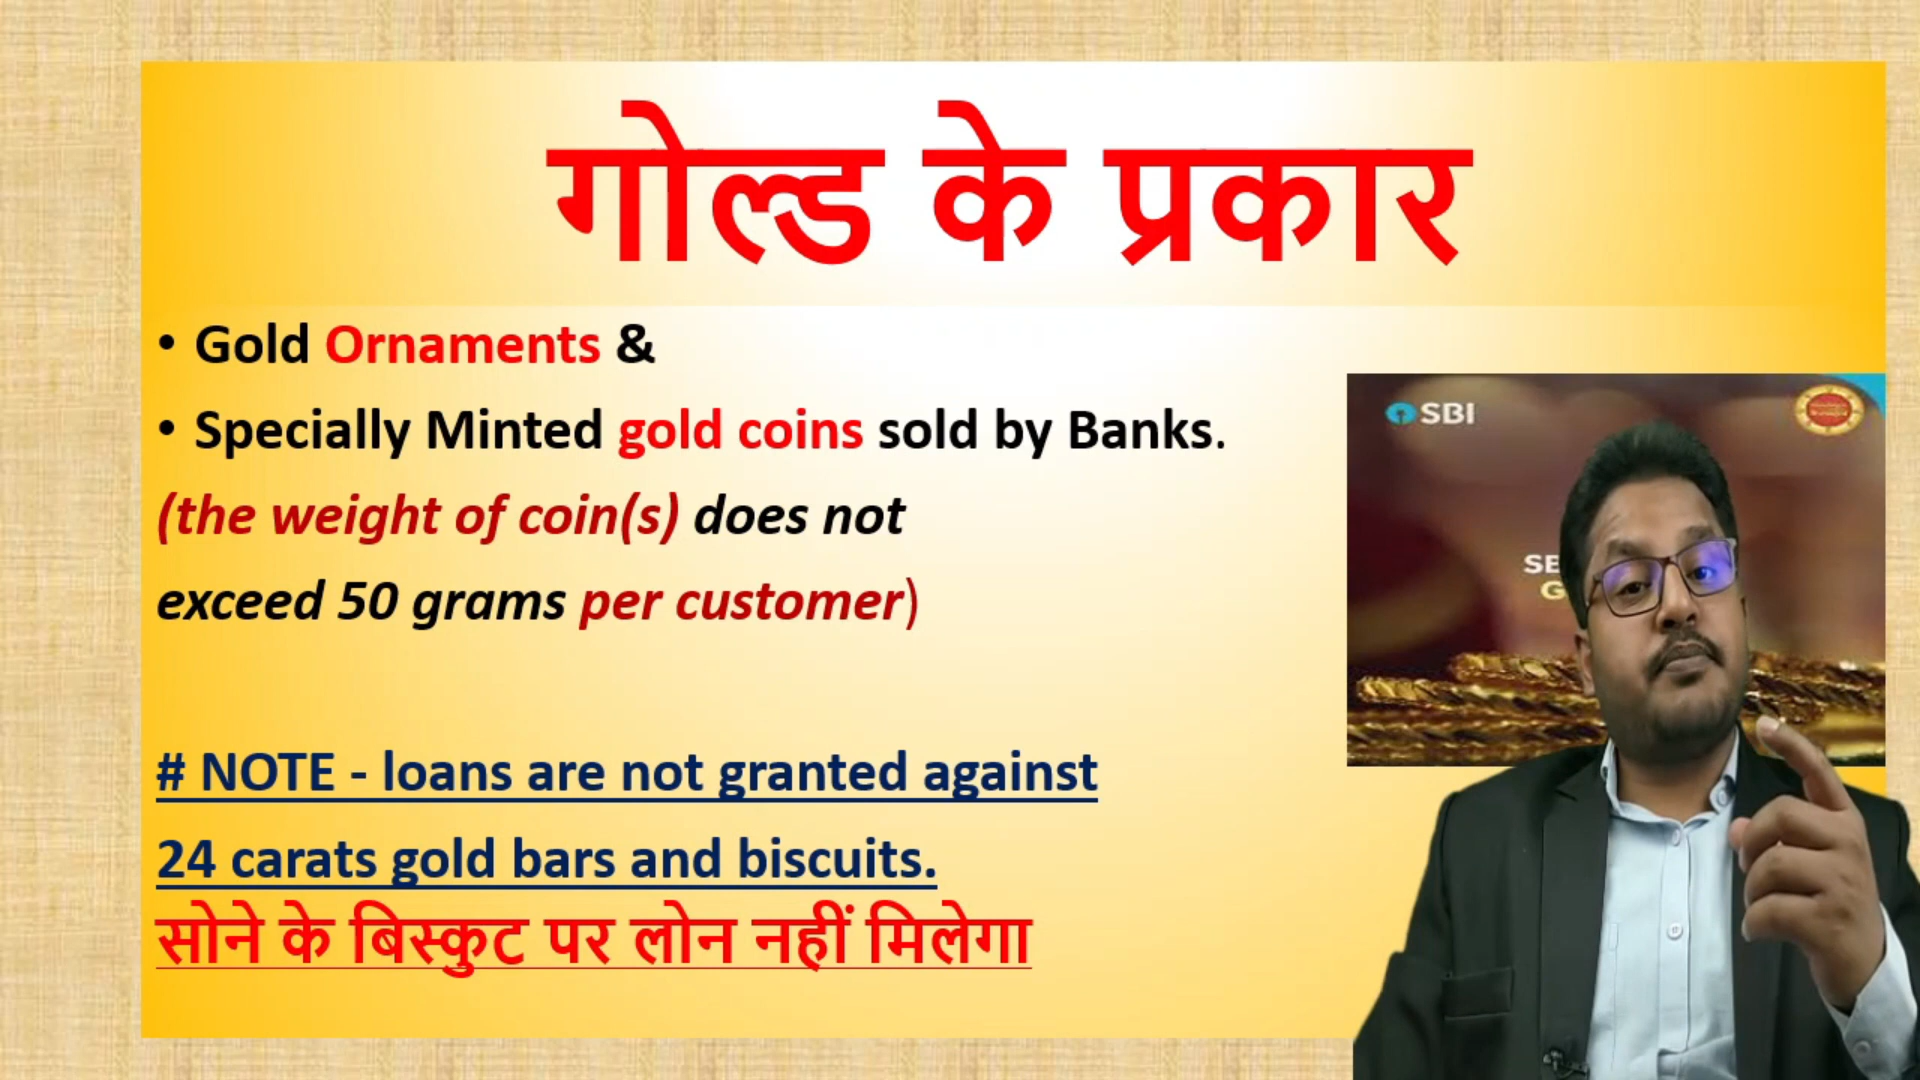 गोल्ड के प्रकार
• Gold Ornaments &
• Specially Minted gold coins sold by Banks.
(the weight of coin(s) does not
exceed 50 grams per customer)
SBI
# NOTE - loans are not granted against
24 carats gold bars and biscuits.
सोने के बिस्कुट पर लोन नहीं मिलेगा